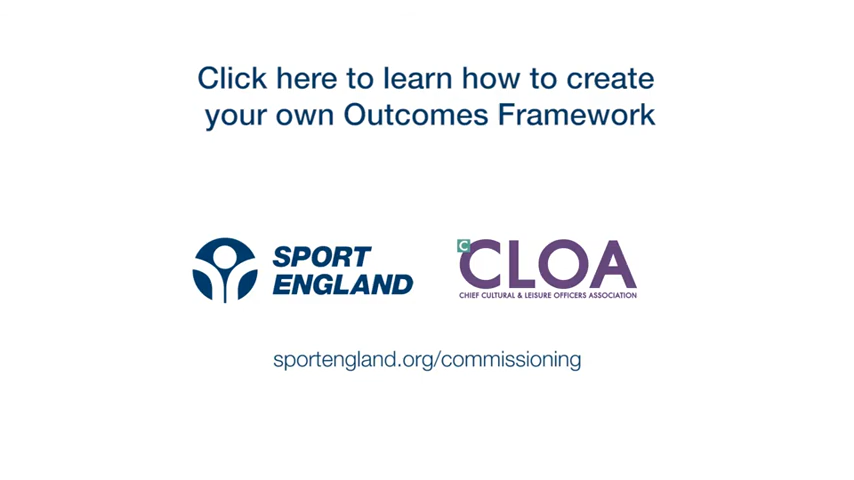 Click here to learn how to create
your own Outcomes Framework
SPORT
ENGLAND
C
CLOA
CHIEF CULTURAL & LEISURE OFFICERS ASSOCIATION
sportengland.org/commissioning